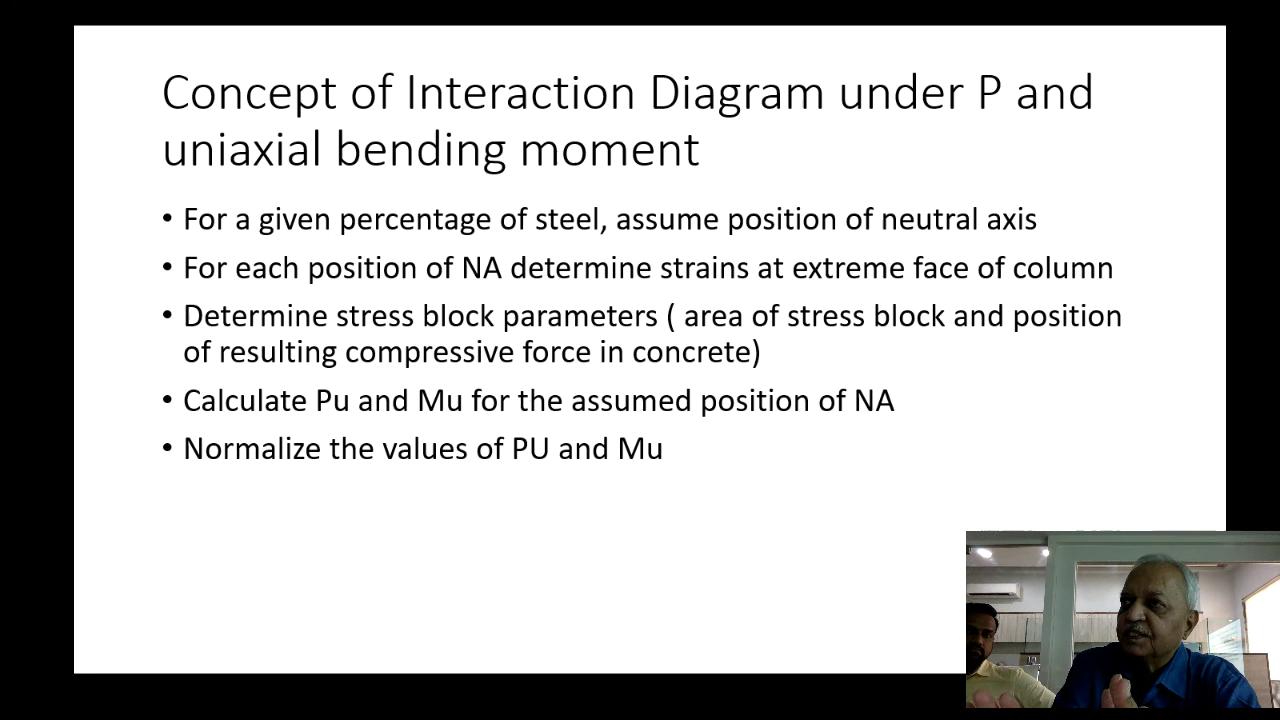 Concept of Interaction Diagram under P and
uniaxial bending moment
• For a given percentage of steel, assume position of neutral axis
• For each position of NA determine strains at extreme face of column
• Determine stress block parameters ( area of stress block and position
of resulting compressive force in concrete)
• Calculate Pu and Mu for the assumed position of NA
• Normalize the values of PU and Mu